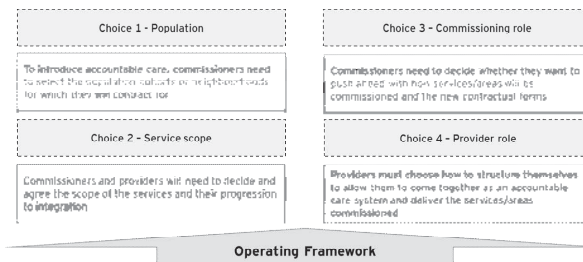 Choice 1 - Population
To introduce accountable care, commissioners need
to select the population cohorts or neighbourhoods
for which they will contract for
Choice 2 - Service scope
Commissioners and providers will need to decide and
agree the scope of the services and their progression
to integration
Choice 3 - Commissioning role
Commissioners need to decide whether they want to
push ahead with how services/areas will be
commissioned and the new contractual forms
Choice 4 - Provider role
Providers must choose how to structure themselves
to allow them to come together as an accountable
care system and deliver the services/areas
commissioned
Operating Framework